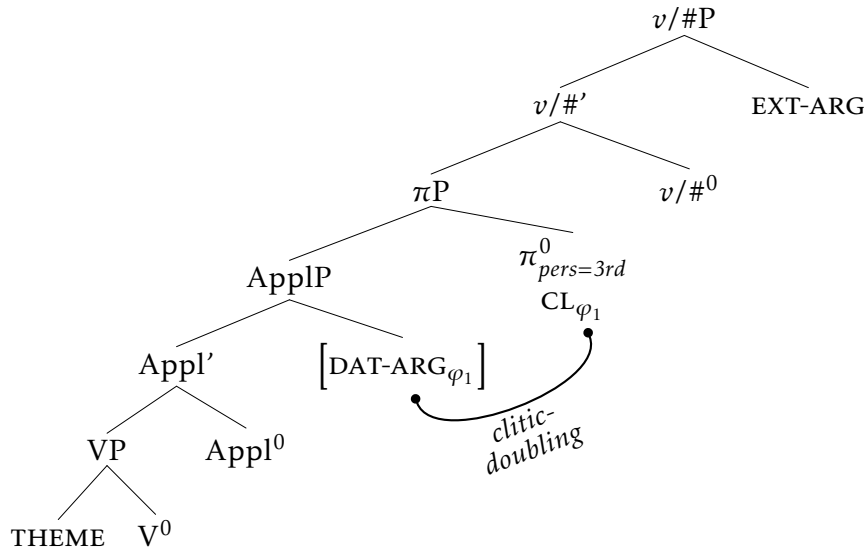 v/#P
v/#' EXT-ARG
πP v/#⁰
ApplP π⁰pers=3rd
CLφ₁
Appl' [DAT-ARGφ₁]
VP Appl⁰
clitic-
doubling
THEME V⁰